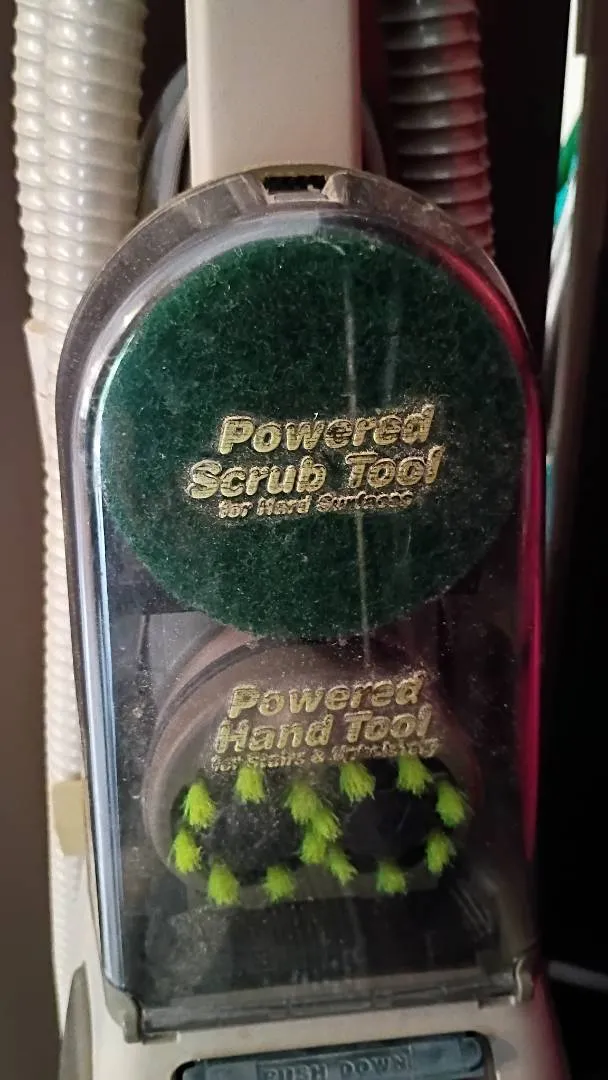 Powered
Scrub Tool
for Hard Surfaces
Powered
Hand Tool
for Stairs & Upholstery
PUSH DOWN